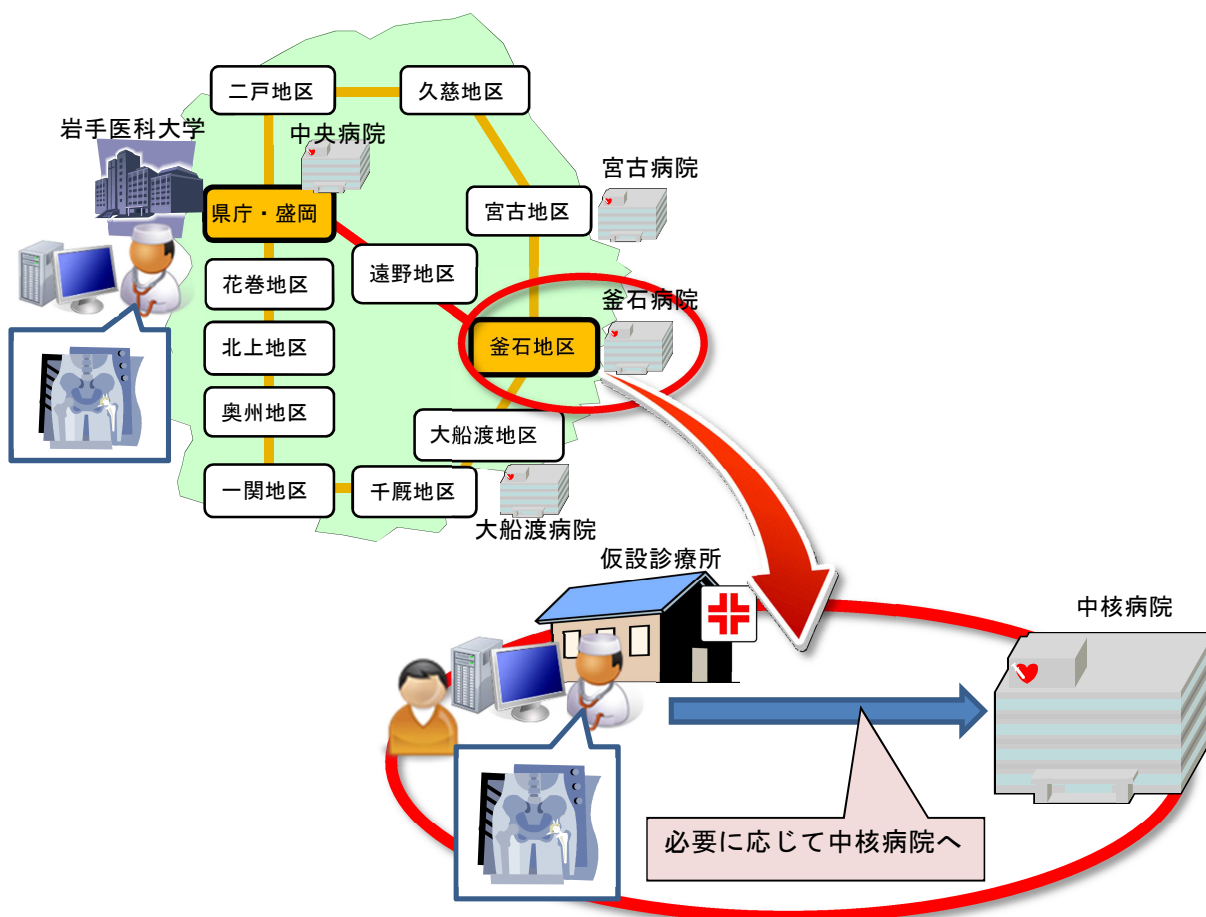 二戸地区
久慈地区
岩手医科大学
中央病院
宮古病院
県庁・盛岡
宮古地区
遠野地区
花巻地区
釜石病院
北上地区
釜石地区
奥州地区
大船渡地区
一関地区
千厩地区
大船渡病院
仮設診療所
中核病院
必要に応じて中核病院へ